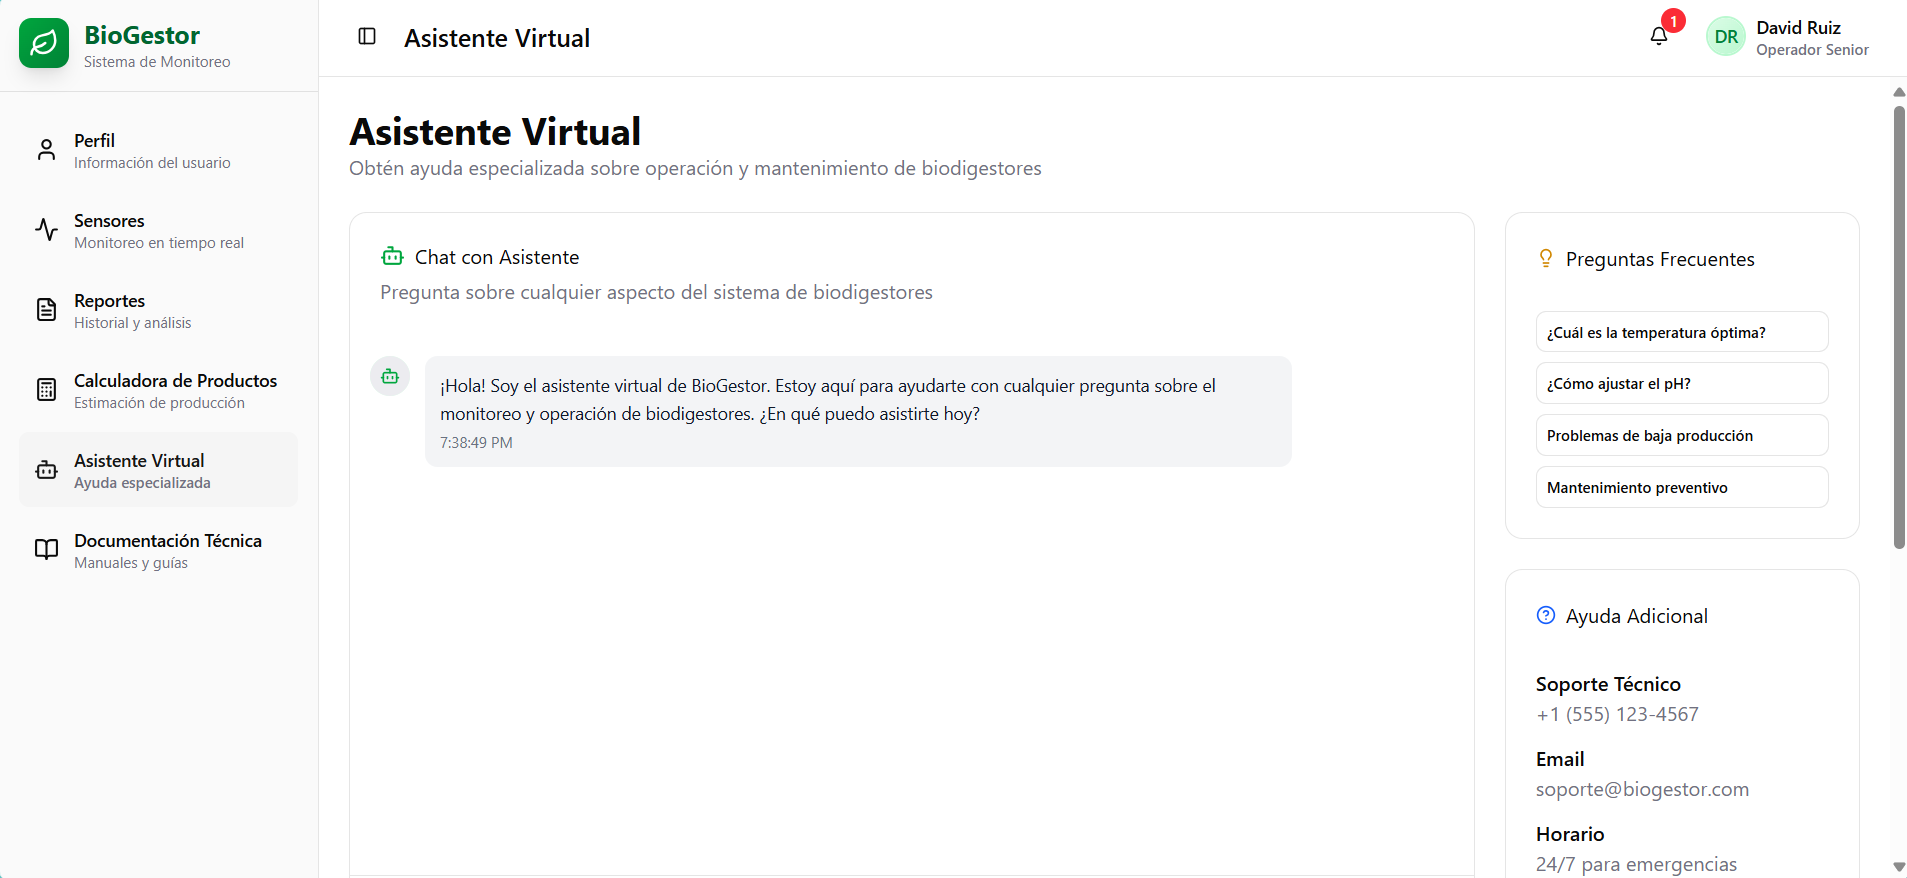 BioGestor
Sistema de Monitoreo
Perfil
Información del usuario
Sensores
Monitoreo en tiempo real
Reportes
Historial y análisis
Calculadora de Productos
Estimación de producción
Asistente Virtual
Ayuda especializada
Documentación Técnica
Manuales y guías
Asistente Virtual
1
DR
David Ruiz
Operador Senior
Asistente Virtual
Obtén ayuda especializada sobre operación y mantenimiento de biodigestores
Chat con Asistente
Pregunta sobre cualquier aspecto del sistema de biodigestores
¡Hola! Soy el asistente virtual de BioGestor. Estoy aquí para ayudarte con cualquier pregunta sobre el
monitoreo y operación de biodigestores. ¿En qué puedo asistirte hoy?
7:38:49 PM
Preguntas Frecuentes
¿Cuál es la temperatura óptima?
¿Cómo ajustar el pH?
Problemas de baja producción
Mantenimiento preventivo
Ayuda Adicional
Soporte Técnico
+1 (555) 123-4567
Email
soporte@biogestor.com
Horario
24/7 para emergencias